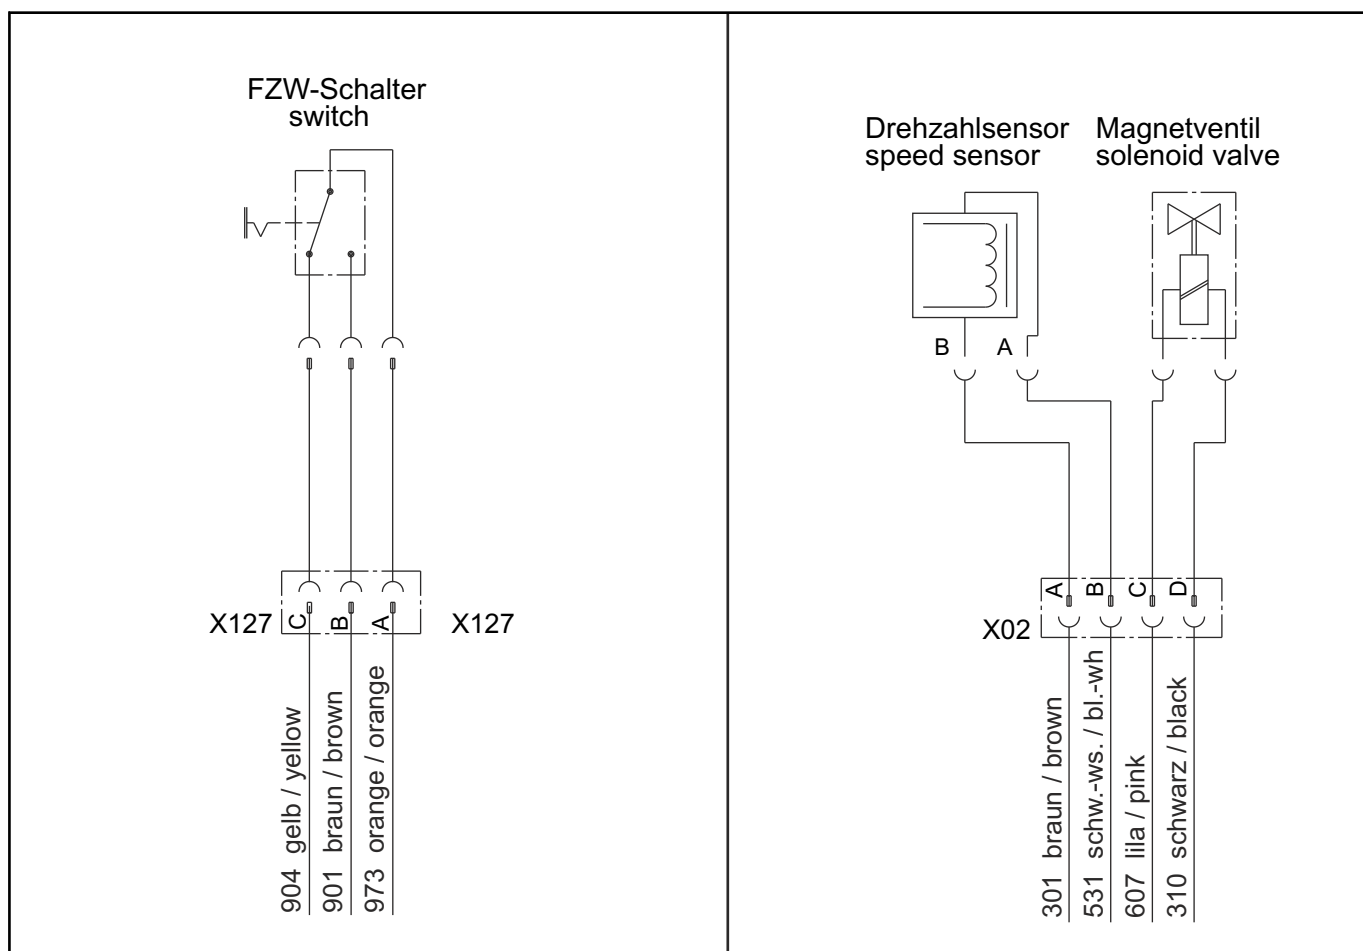 FZW-Schalter
switch
X127
C
B
A
X127
904 gelb / yellow
901 braun / brown
973 orange / orange
Drehzahlsensor
speed sensor
Magnetventil
solenoid valve
B
A
A
B
C
D
X02
301 braun / brown
531 schw.-ws. / bl.-wh
607 lila / pink
310 schwarz / black